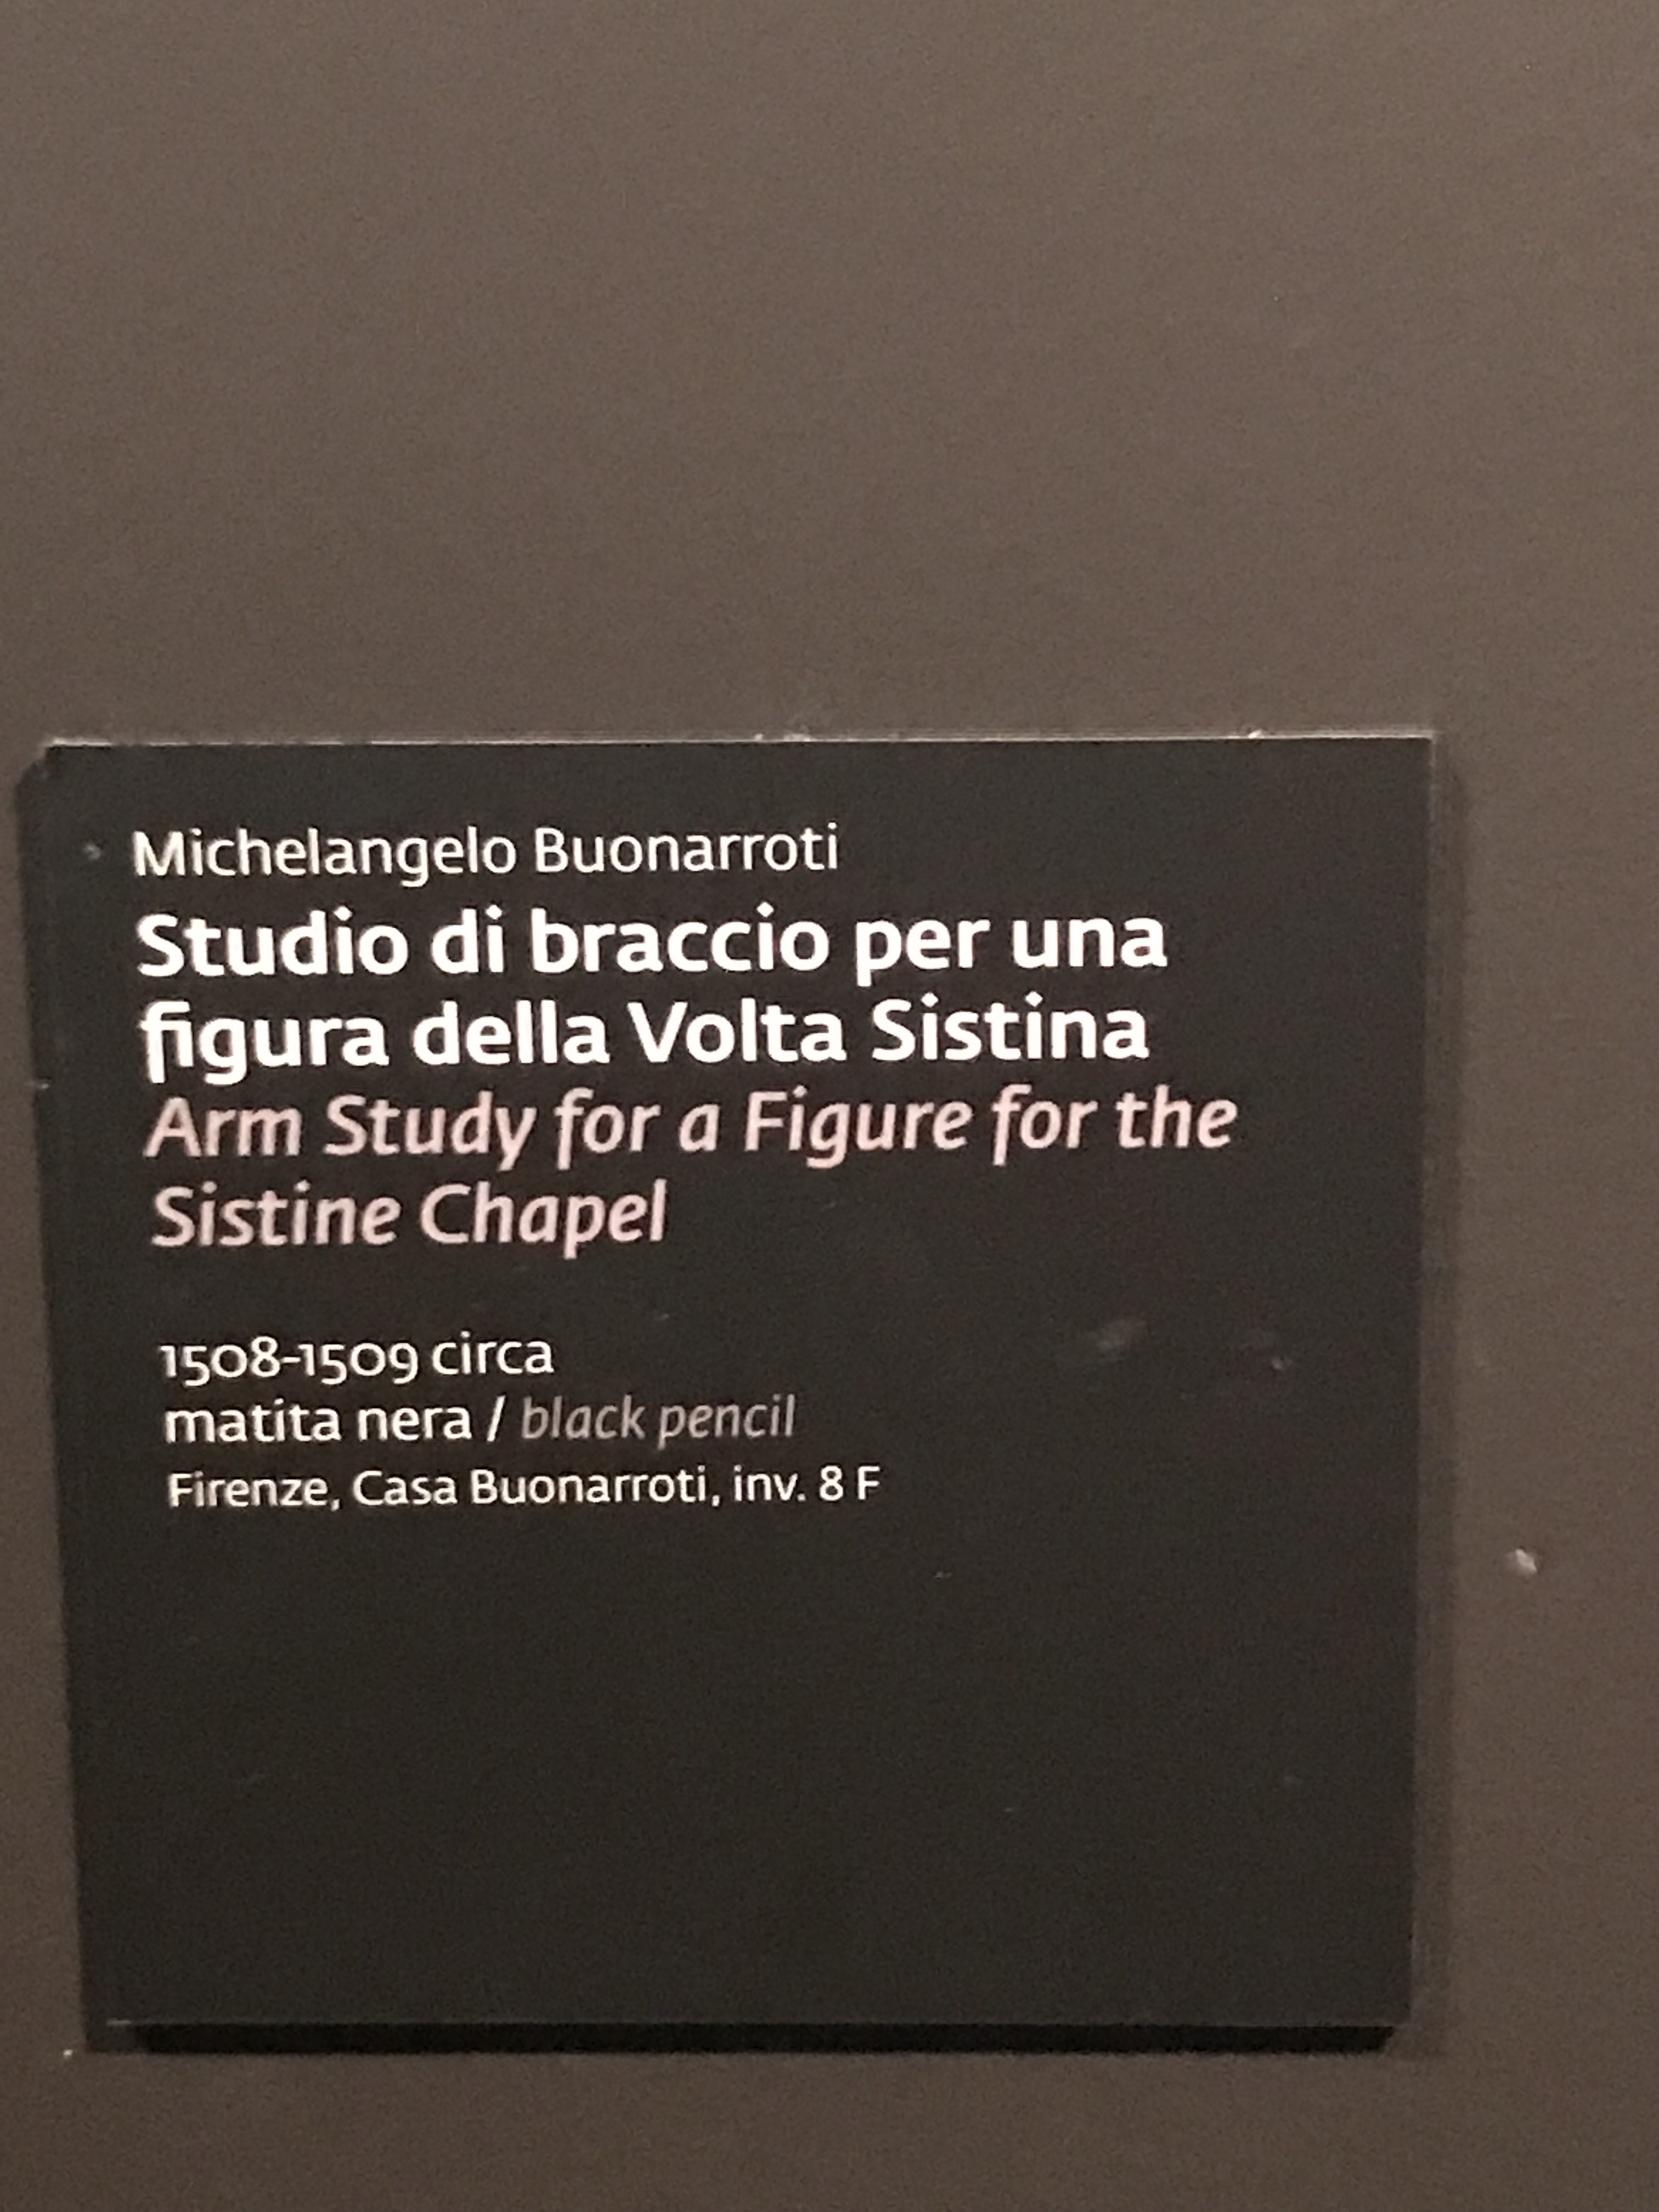 Michelangelo Buonarroti
Studio di braccio per una
figura della Volta Sistina
Arm Study for a Figure for the
Sistine Chapel
1508-1509 circa
matita nera / black pencil
Firenze, Casa Buonarroti, inv. 8 F